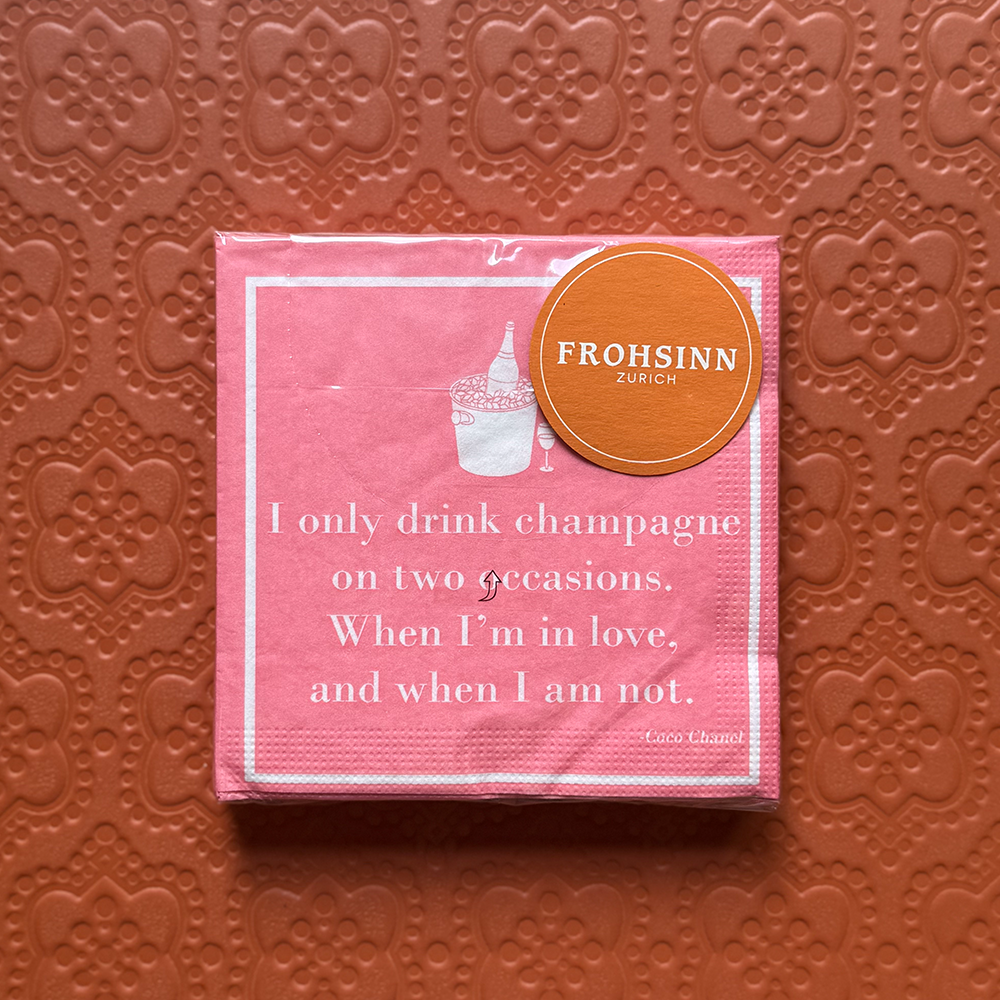 FROHSINN
ZURICH
I only drink champagne
on two occasions.
When I'm in love,
and when I am not.
-Coco Chanel